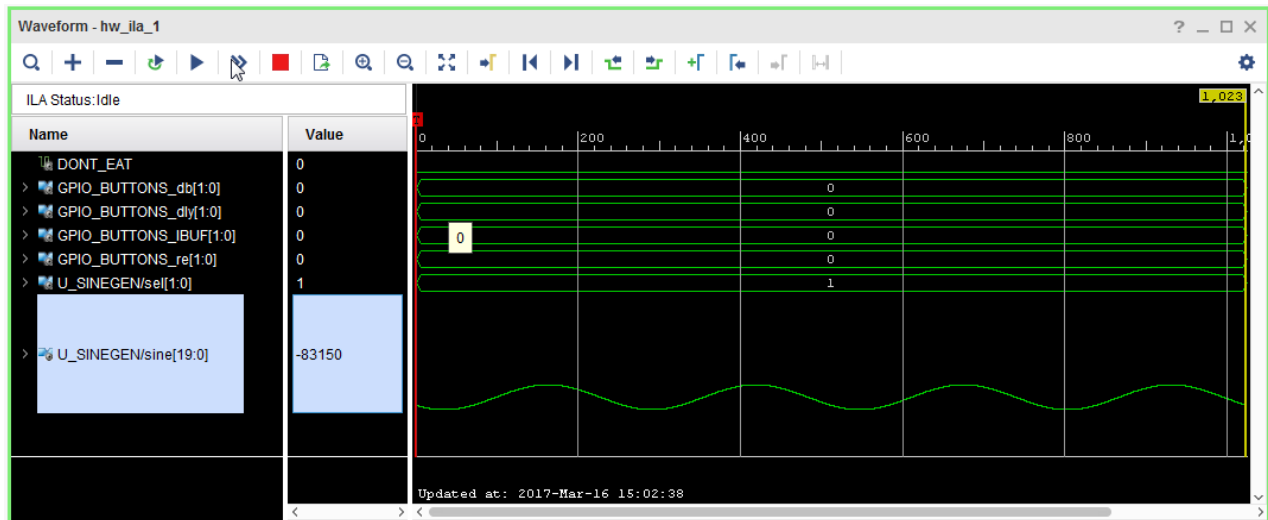 Waveform - hw_ila_1
ILA Status:Idle
1,023
Name Value
0 200 400 600 800 1,0
DONT_EAT 0
GPIO_BUTTONS_db[1:0] 0 0
GPIO_BUTTONS_dly[1:0] 0 0
GPIO_BUTTONS_IBUF[1:0] 0 0 0
GPIO_BUTTONS_re[1:0] 0 0
U_SINEGEN/sel[1:0] 1 1
U_SINEGEN/sine[19:0] -83150
Updated at: 2017-Mar-16 15:02:38